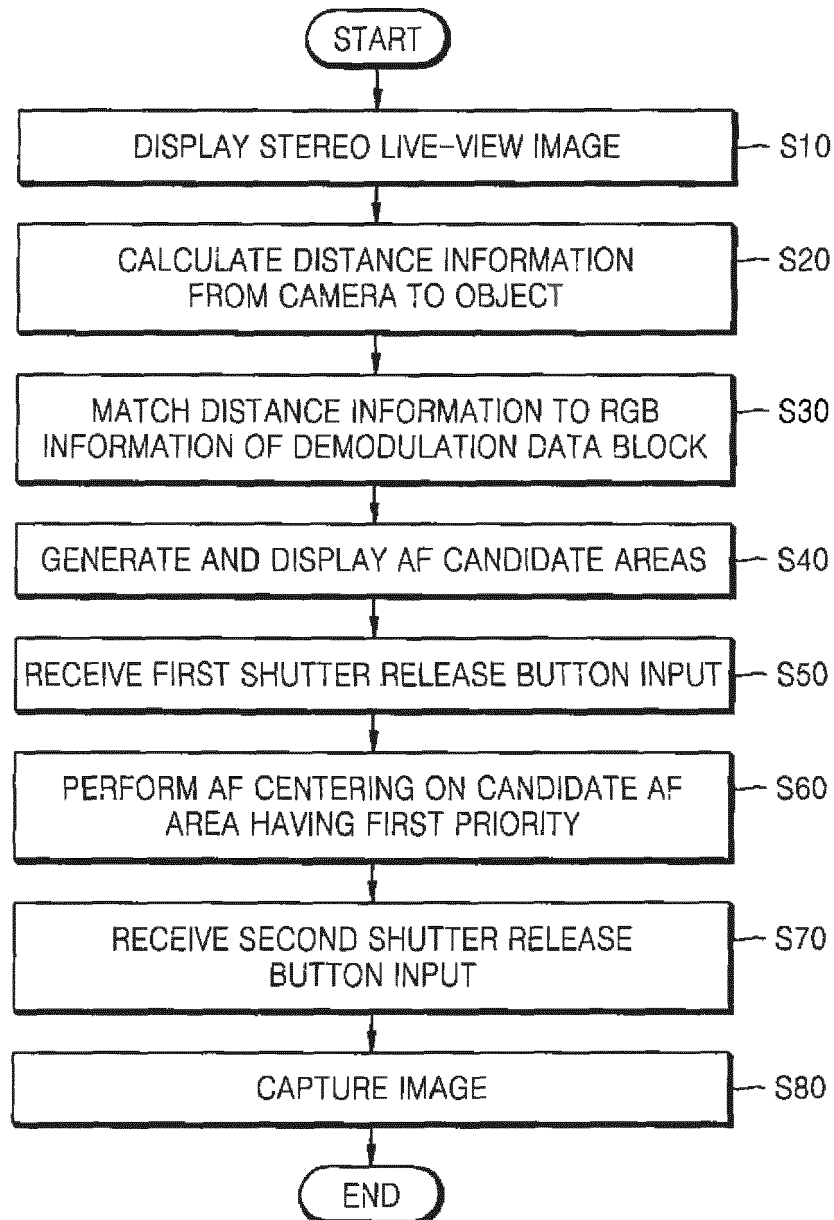 START
DISPLAY STEREO LIVE-VIEW IMAGE
S10
CALCULATE DISTANCE INFORMATION
FROM CAMERA TO OBJECT
S20
MATCH DISTANCE INFORMATION TO RGB
INFORMATION OF DEMODULATION DATA BLOCK
S30
GENERATE AND DISPLAY AF CANDIDATE AREAS
S40
RECEIVE FIRST SHUTTER RELEASE BUTTON INPUT
S50
PERFORM AF CENTERING ON CANDIDATE AF
AREA HAVING FIRST PRIORITY
S60
RECEIVE SECOND SHUTTER RELEASE
BUTTON INPUT
S70
CAPTURE IMAGE
S80
END